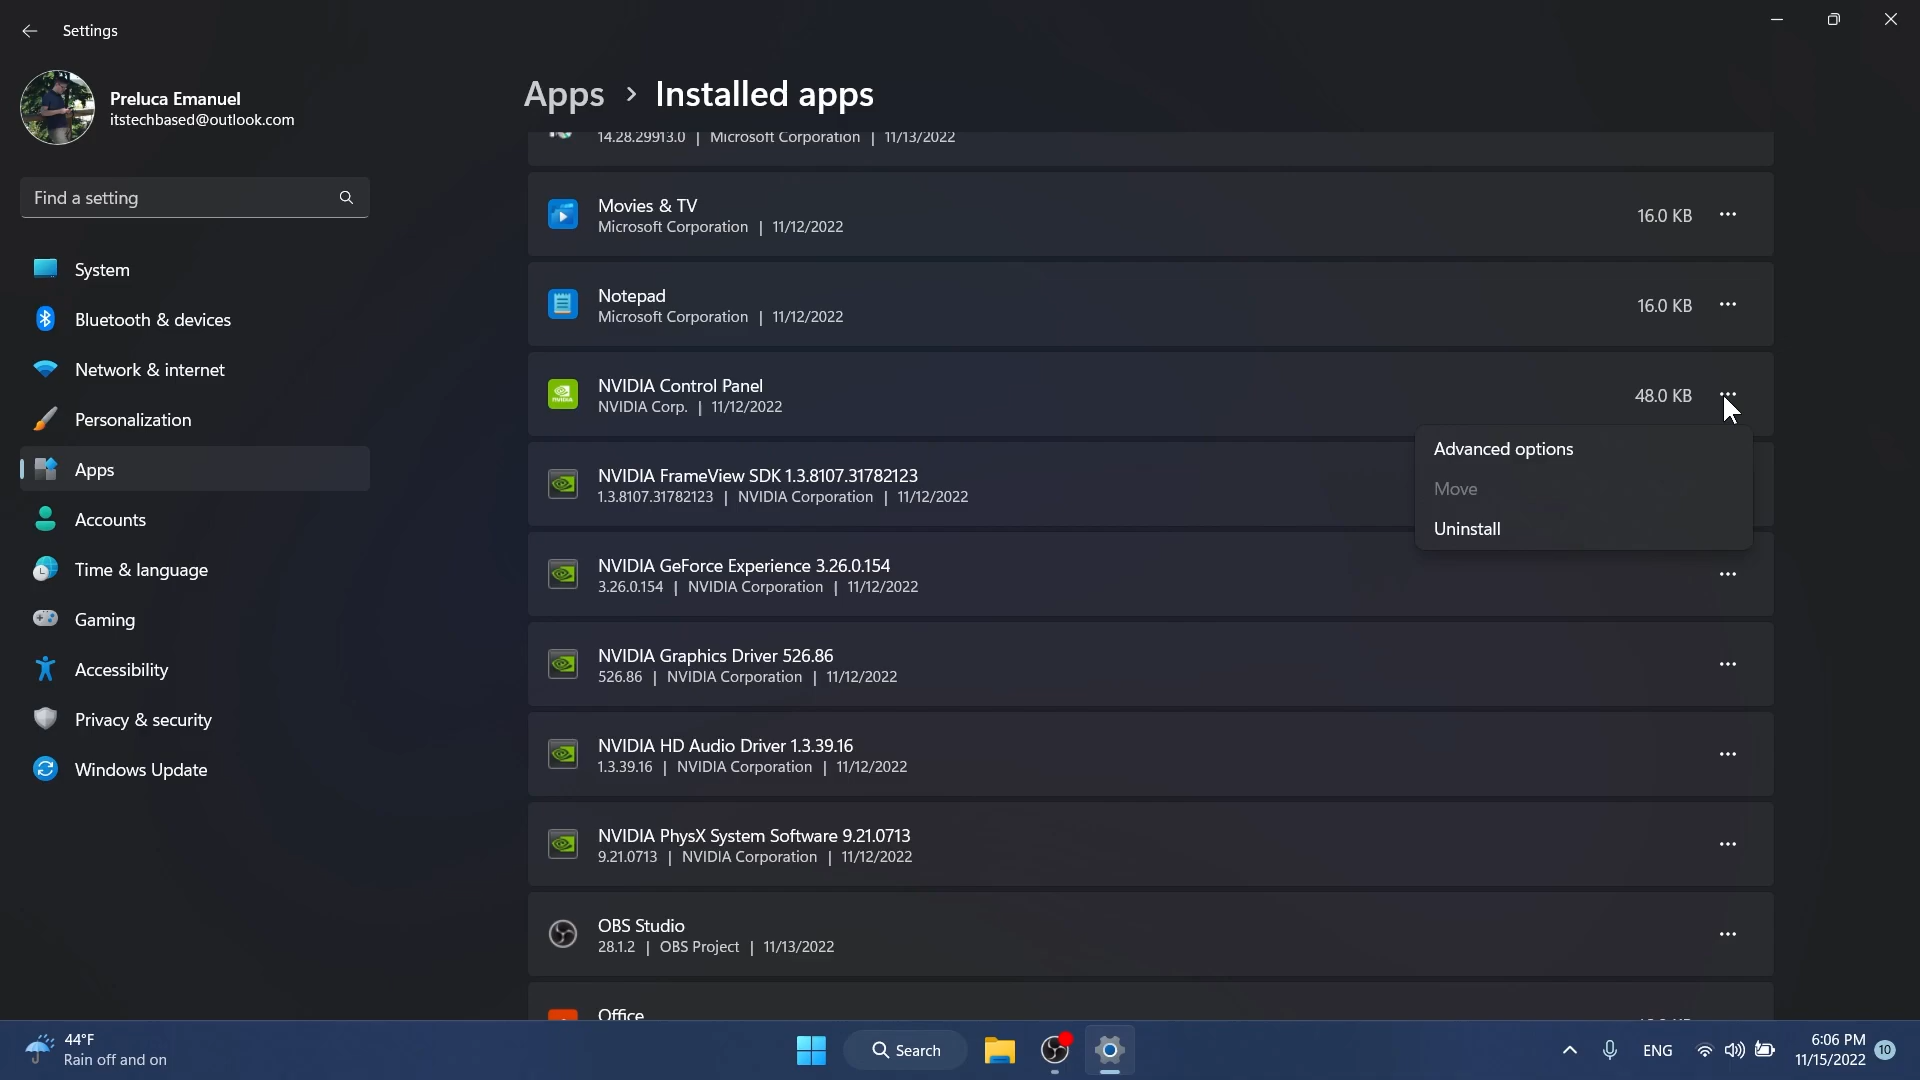 Settings
Preluca Emanuel
itstechbased@outlook.com
Find a setting
System
Bluetooth & devices
Network & internet
Personalization
Apps
Accounts
Time & language
Gaming
Accessibility
Privacy & security
Windows Update
Apps > Installed apps
14.28.29913.0 | Microsoft Corporation | 11/13/2022
Movies & TV
Microsoft Corporation | 11/12/2022
16.0 KB
Notepad
Microsoft Corporation | 11/12/2022
16.0 KB
NVIDIA Control Panel
NVIDIA Corp. | 11/12/2022
48.0 KB
Advanced options
Move
Uninstall
NVIDIA FrameView SDK 1.3.8107.31782123
1.3.8107.31782123 | NVIDIA Corporation | 11/12/2022
NVIDIA GeForce Experience 3.26.0.154
3.26.0.154 | NVIDIA Corporation | 11/12/2022
NVIDIA Graphics Driver 526.86
526.86 | NVIDIA Corporation | 11/12/2022
NVIDIA HD Audio Driver 1.3.39.16
1.3.39.16 | NVIDIA Corporation | 11/12/2022
NVIDIA PhysX System Software 9.21.0713
9.21.0713 | NVIDIA Corporation | 11/12/2022
OBS Studio
28.1.2 | OBS Project | 11/13/2022
Office
44°F
Rain off and on
Search
ENG
6:06 PM
11/15/2022
10